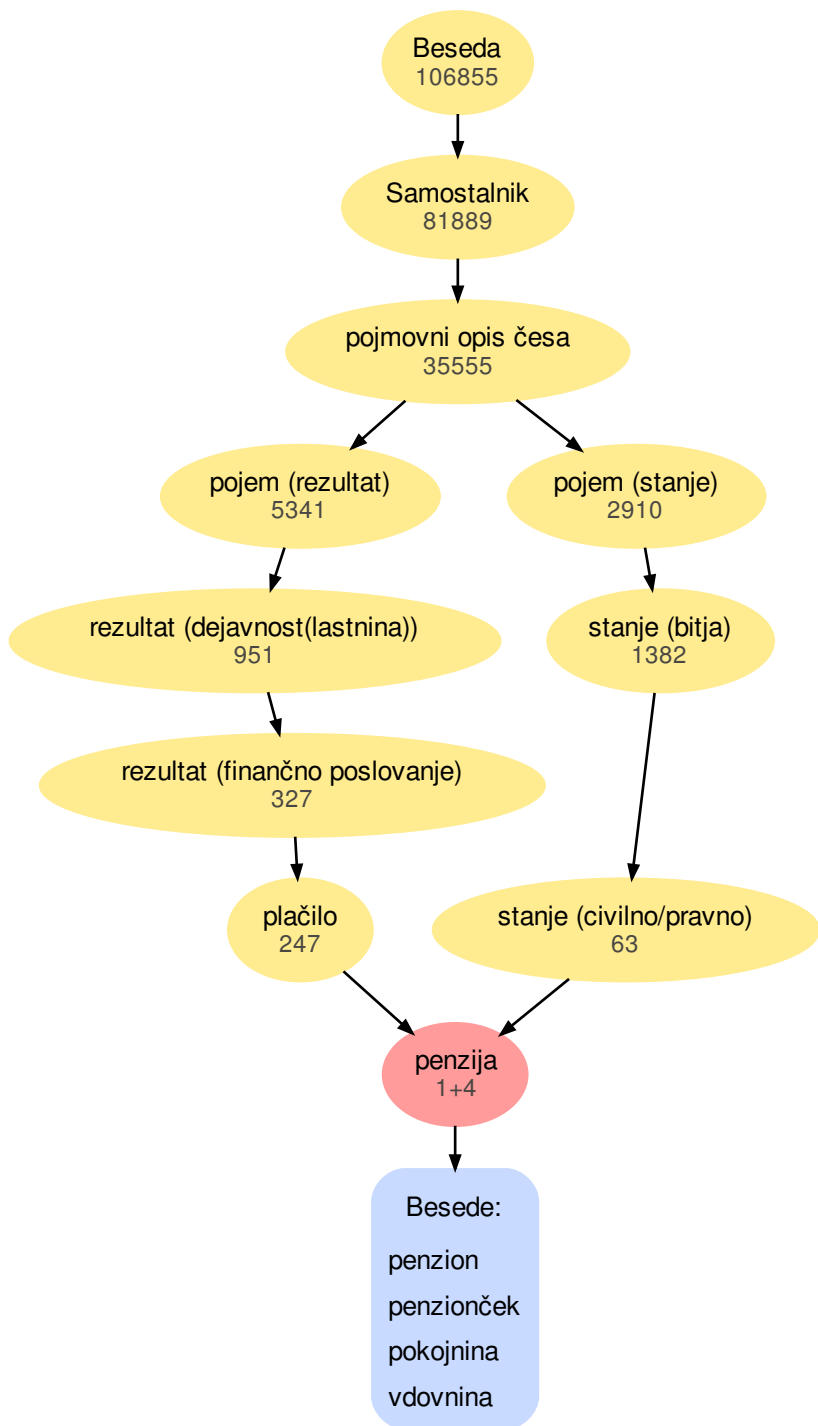 Beseda
106855
Samostalnik
81889
pojmovni opis česa
35555
pojem (rezultat)
5341
pojem (stanje)
2910
rezultat (dejavnost(lastnina))
951
stanje (bitja)
1382
rezultat (finančno poslovanje)
327
plačilo
247
stanje (civilno/pravno)
63
penzija
1+4
Besede:
penzion
penzionček
pokojnina
vdovnina